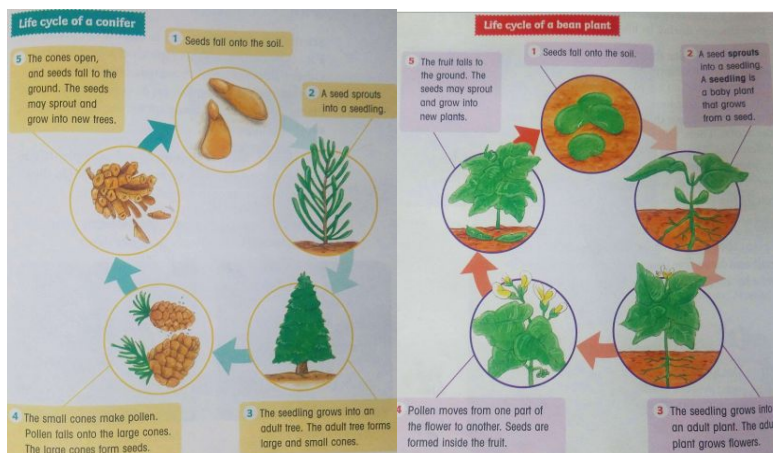 Life cycle of a conifer
1 Seeds fall onto the soil.
2 A seed sprouts
into a seedling.
3 The seedling grows into an
adult tree. The adult tree forms
large and small cones.
4 The small cones make pollen.
Pollen falls onto the large cones.
The large cones form seeds.
5 The cones open,
and seeds fall to the
ground. The seeds
may sprout and
grow into new trees.
Life cycle of a bean plant
1 Seeds fall onto the soil.
2 A seed sprouts
into a seedling.
A seedling is
a baby plant
that grows
from a seed.
3 The seedling grows into
an adult plant. The adu
plant grows flowers.
4 Pollen moves from one part of
the flower to another. Seeds are
formed inside the fruit.
5 The fruit falls to
the ground. The
seeds may sprout
and grow into
new plants.